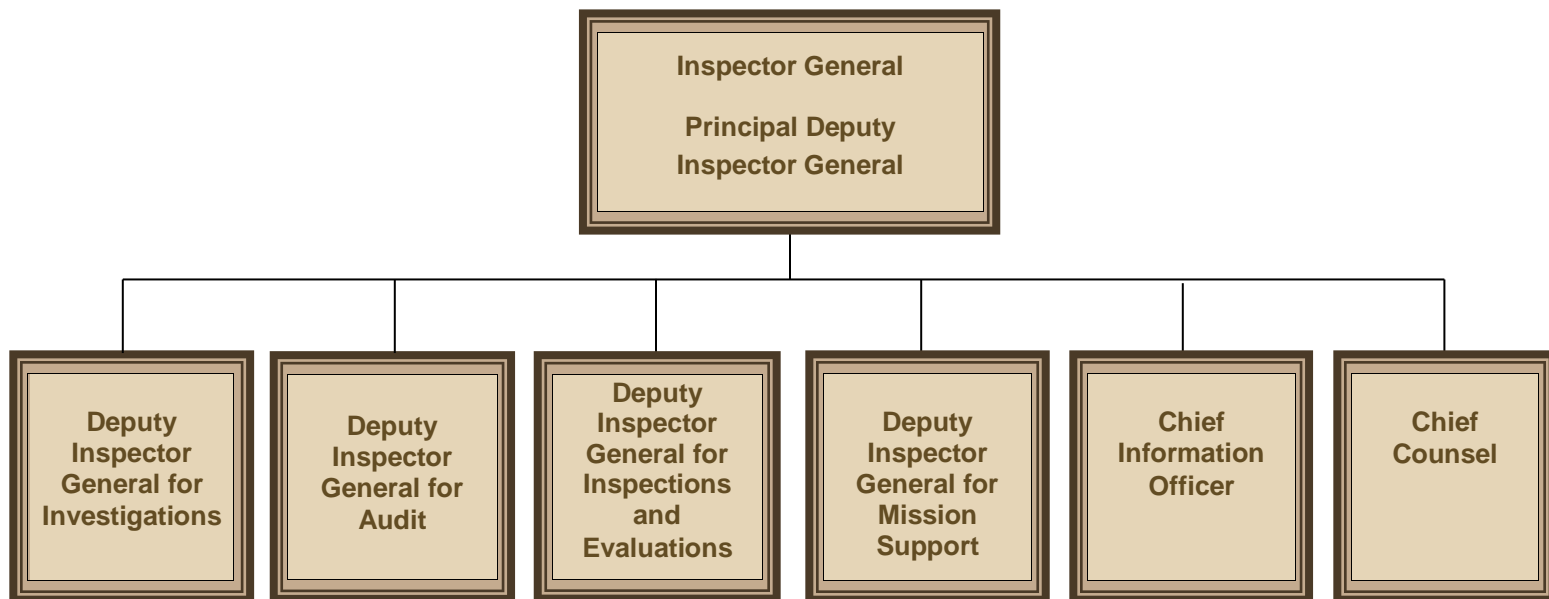 Inspector General
Principal Deputy
Inspector General
Deputy
Inspector
General for
Investigations
Deputy
Inspector
General for
Audit
Deputy
Inspector
General for
Inspections
and
Evaluations
Deputy
Inspector
General for
Mission
Support
Chief
Information
Officer
Chief
Counsel